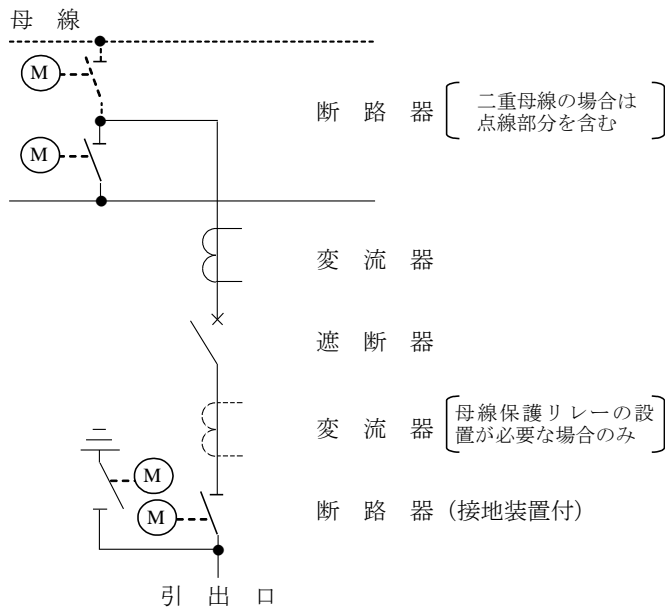 母 線
M
M
断 路 器
二重母線の場合は
点線部分を含む
変 流 器
遮 断 器
変 流 器
母線保護リレーの設
置が必要な場合のみ
M
M
断 路 器 (接地装置付)
引 出 口